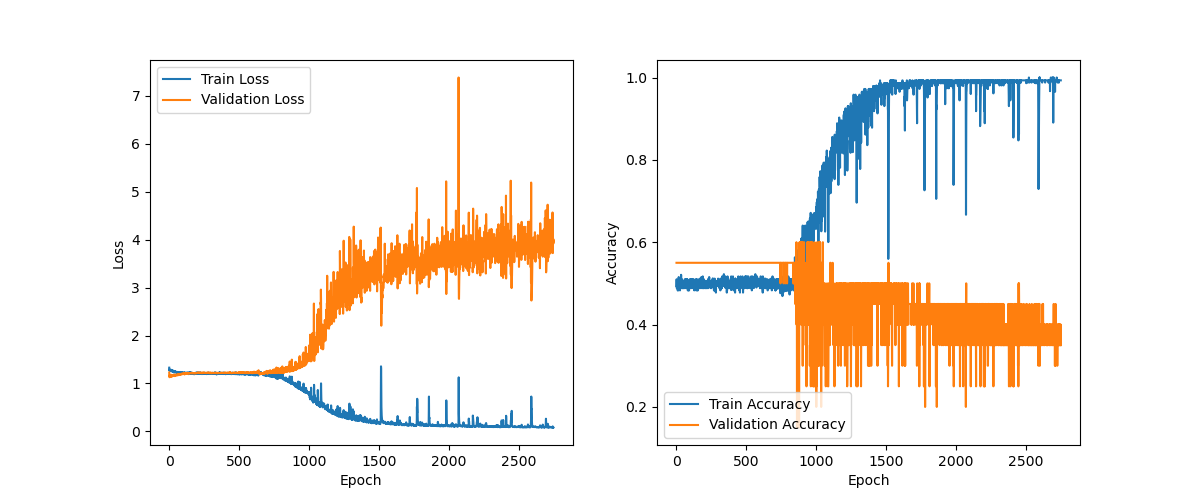 Train Loss
Validation Loss
Loss
7
6
5
4
3
2
1
0
0 500 1000 1500 2000 2500
Epoch
Accuracy
1.0
0.8
0.6
0.4
0.2
Train Accuracy
Validation Accuracy
0 500 1000 1500 2000 2500
Epoch